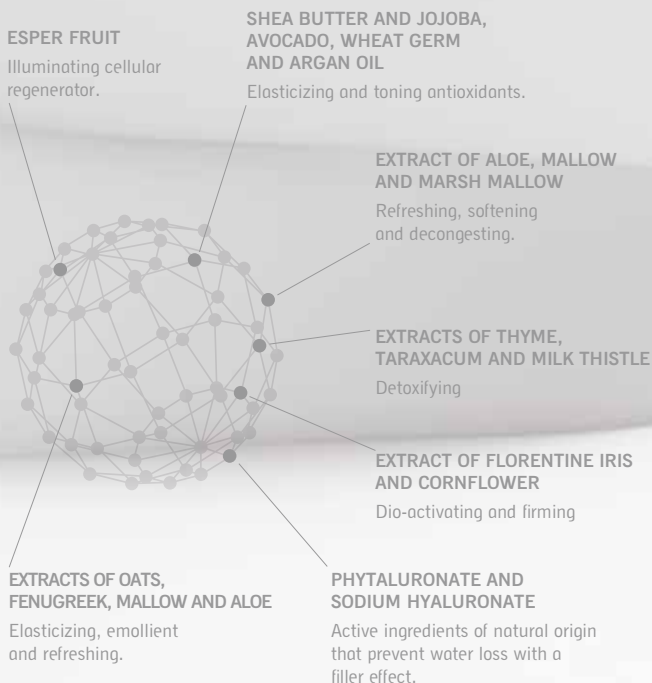 ESPER FRUIT
Illuminating cellular
regenerator.
SHEA BUTTER AND JOJOBA,
AVOCADO, WHEAT GERM
AND ARGAN OIL
Elasticizing and toning antioxidants.
EXTRACT OF ALOE, MALLOW
AND MARSH MALLOW
Refreshing, softening
and decongesting.
EXTRACTS OF THYME,
TARAXACUM AND MILK THISTLE
Detoxifying
EXTRACT OF FLORENTINE IRIS
AND CORNFLOWER
Dio-activating and firming
EXTRACTS OF OATS,
FENUGREEK, MALLOW AND ALOE
Elasticizing, emollient
and refreshing.
PHYTALURONATE AND
SODIUM HYALURONATE
Active ingredients of natural origin
that prevent water loss with a
filler effect.